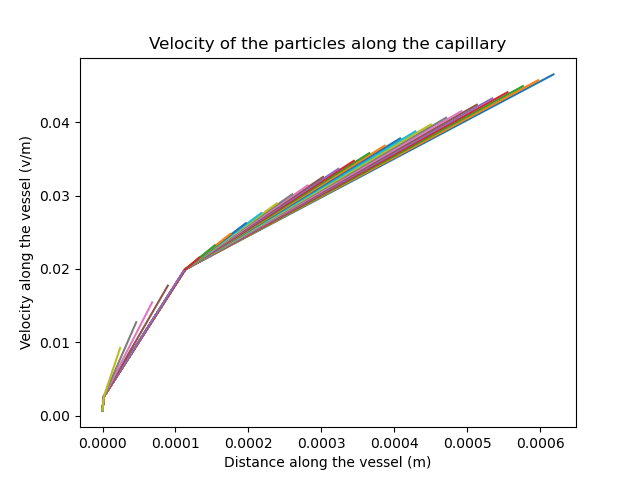 Velocity of the particles along the capillary
Velocity along the vessel (v/m)
0.04
0.03
0.02
0.01
0.00
0.0000 0.0001 0.0002 0.0003 0.0004 0.0005 0.0006
Distance along the vessel (m)